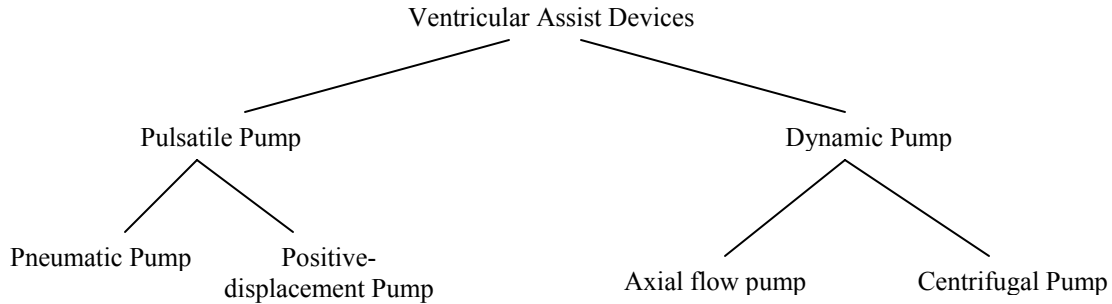 Ventricular Assist Devices
Pulsatile Pump
Dynamic Pump
Pneumatic Pump
Positive-
displacement Pump
Axial flow pump
Centrifugal Pump